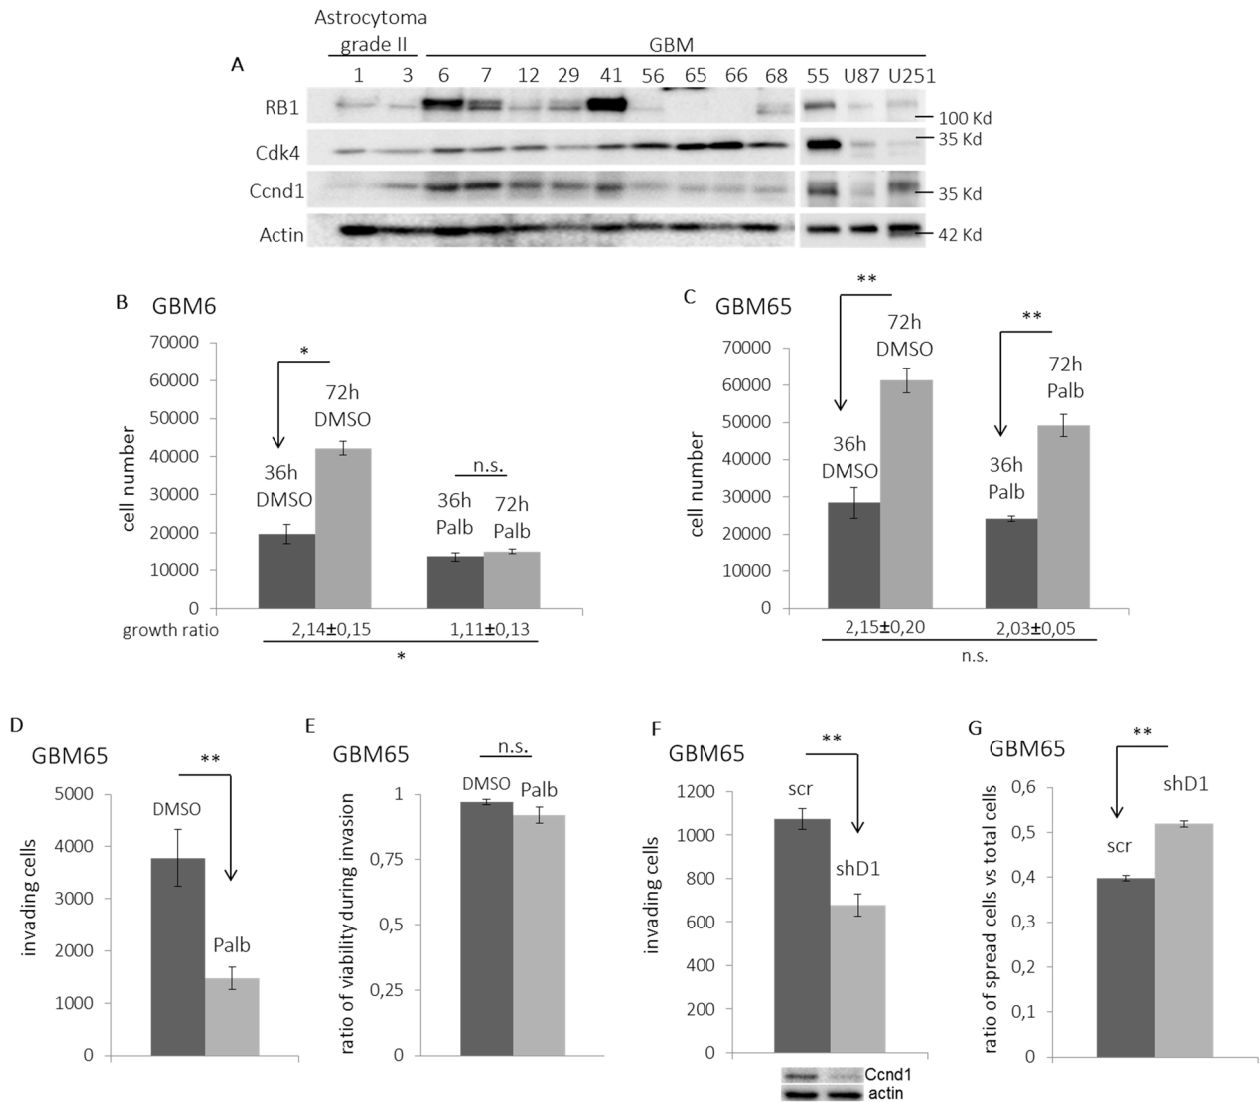 Astrocytoma
grade II
GBM
A
1 3 6 7 12 29 41 56 65 66 68 55 U87 U251
RB1
100 Kd
35 Kd
Cdk4
Ccnd1
35 Kd
Actin
42 Kd
B GBM6
70000
60000
50000
40000
30000
20000
10000
0
cell number
*
72h
DMSO
36h
DMSO
n.s.
36h
Palb
72h
Palb
growth ratio 2,14±0,15 1,11±0,13
*
C GBM65
70000
60000
50000
40000
30000
20000
10000
0
cell number
**
72h
DMSO
36h
DMSO
**
72h
Palb
36h
Palb
2,15±0,20 2,03±0,05
n.s.
D
GBM65
5000
4000
3000
2000
1000
0
invading cells
**
DMSO
Palb
E
GBM65
1
0,75
0,5
0,25
0
ratio of viability during invasion
n.s.
DMSO Palb
F
GBM65
1200
1000
800
600
400
200
0
invading cells
**
scr
shD1
Ccnd1
actin
G
GBM65
0,6
0,5
0,4
0,3
0,2
0,1
0
ratio of spread cells vs total cells
**
shD1
scr